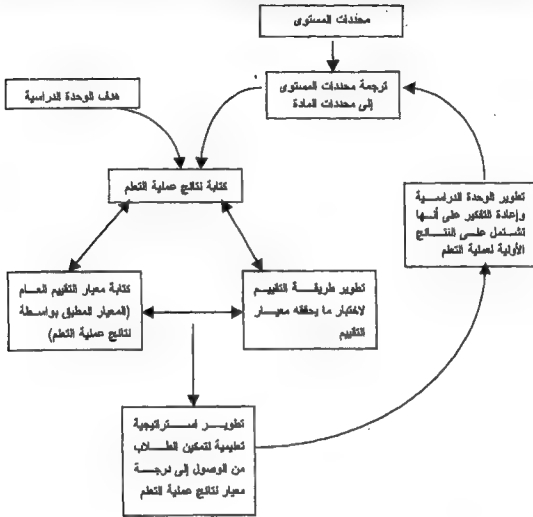 محددات المستوى
ترجمة محددات المستوى
إلى محددات المادة
هدف الوحدة الدراسية
كتابة نتائج عملية التعلم
تطوير الوحدة الدراسية
وإعادة التفكير على أنها
تشتمل على النتائج
الأولية لعملية التعلم
كتابة معيار التقييم العام
(المعيار المطبق بواسطة
نتائج عملية التعلم)
تطوير طريقة التقييم
لاختبار ما يحققه معيار
التقييم
تطوير استراتيجية
تعليمية لتمكين الطلاب
من الوصول إلى درجة
معيار نتائج عملية التعلم